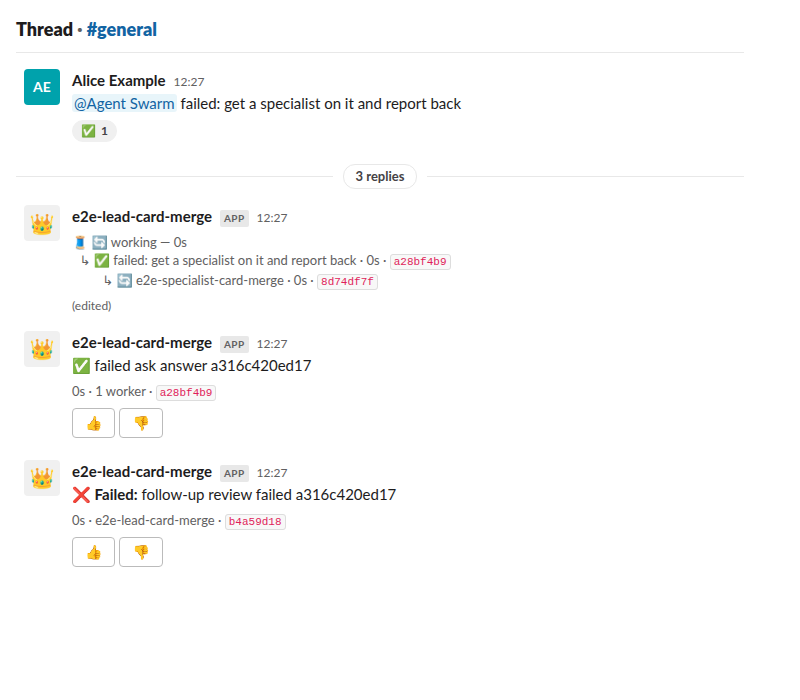 Thread • #general
AE
Alice Example 12:27
@Agent Swarm failed: get a specialist on it and report back
✅ 1
3 replies
e2e-lead-card-merge APP 12:27
🧵 🔄 working — 0s
↳ ✅ failed: get a specialist on it and report back · 0s · a28bf4b9
↳ 🔄 e2e-specialist-card-merge · 0s · 8d74df7f
(edited)
e2e-lead-card-merge APP 12:27
✅ failed ask answer a316c420ed17
0s · 1 worker · a28bf4b9
👍 👎
e2e-lead-card-merge APP 12:27
❌ Failed: follow-up review failed a316c420ed17
0s · e2e-lead-card-merge · b4a59d18
👍 👎